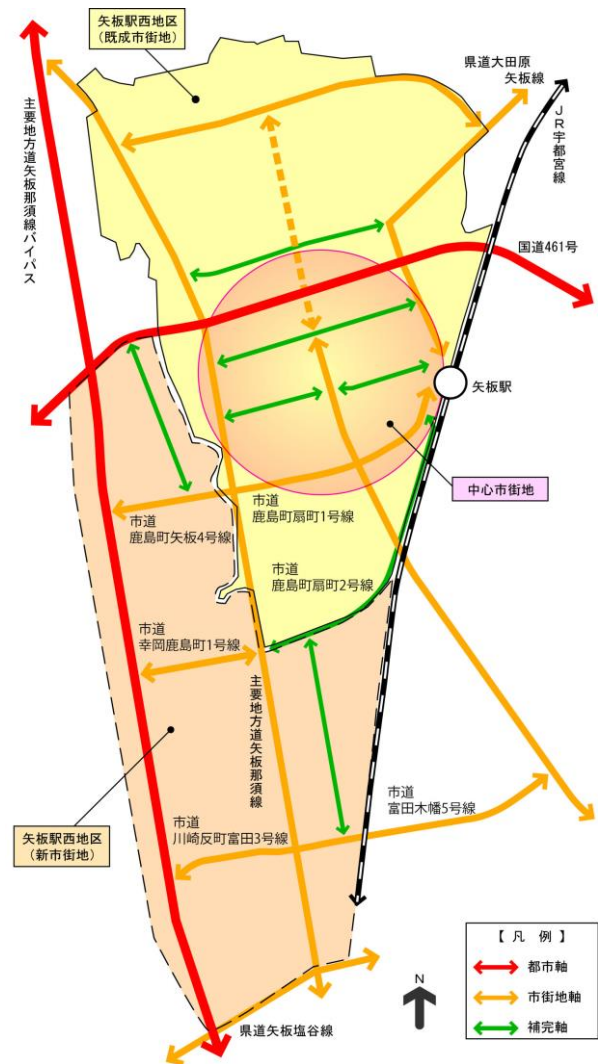 矢板駅西地区
(既成市街地)
県道大田原
矢板線
JR宇都宮線
主要地方道矢板那須線バイパス
国道461号
矢板駅
中心市街地
市道
鹿島町扇町1号線
市道
鹿島町矢板4号線
市道
鹿島町扇町2号線
市道
幸岡鹿島町1号線
主要地方道矢板那須線
市道
富田木幡5号線
矢板駅西地区
(新市街地)
市道
川崎反町富田3号線
【凡例】
都市軸
市街地軸
補完軸
N
県道矢板塩谷線